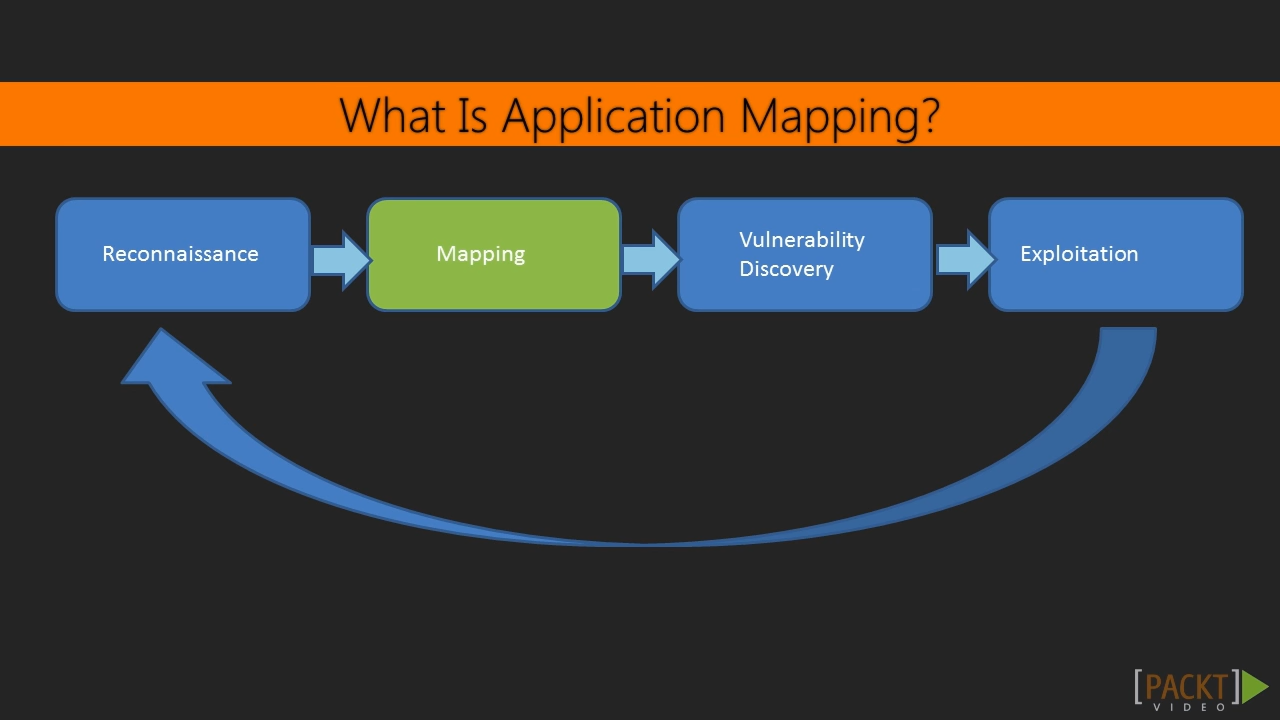 What Is Application Mapping?
Reconnaissance
Mapping
Vulnerability
Discovery
Exploitation
[PACKT]
VIDEO